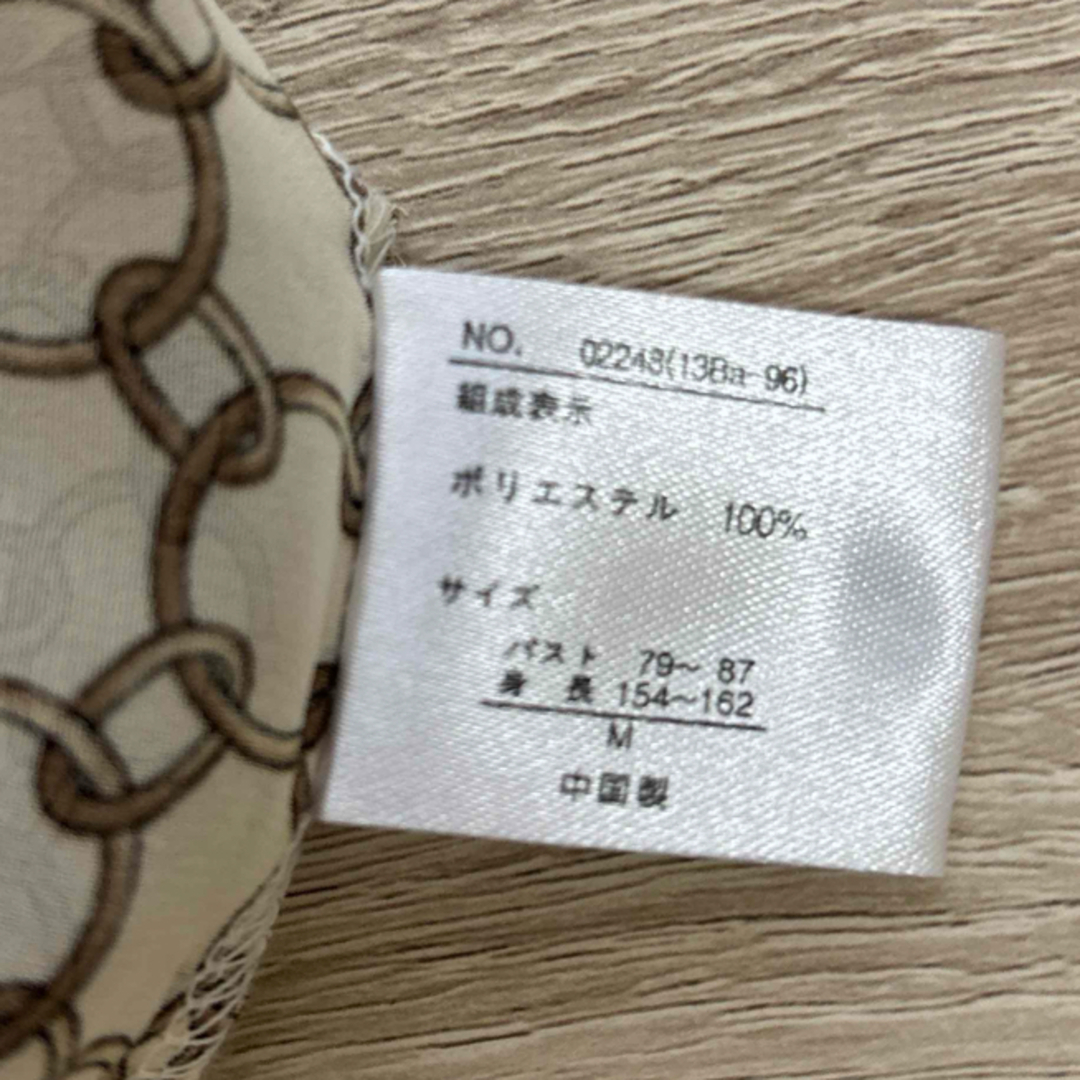 NO. 02243(13Ba-96)
組成表示
ポリエステル 100%
サイズ
バスト 79〜 87
身 長 154〜162
M
中国製